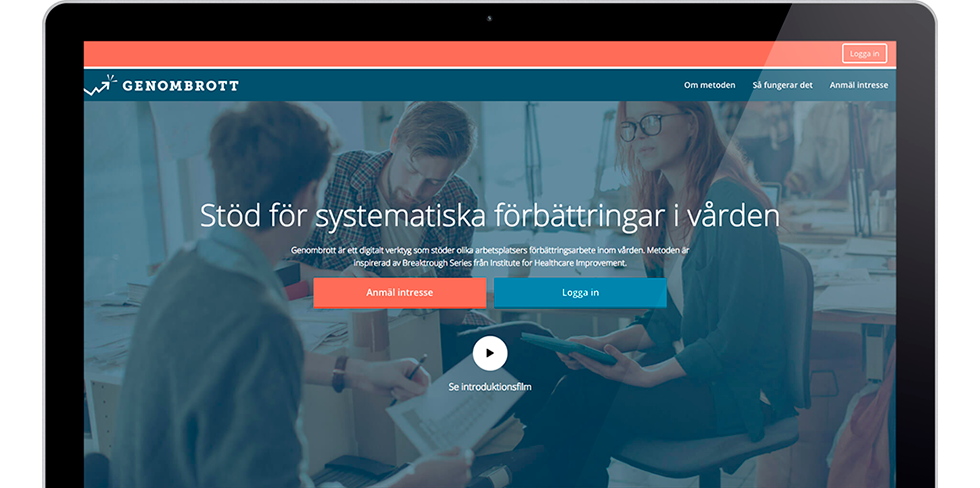 Logga in
GENOMBROTT
Om metoden Så fungerar det Anmäl intresse
Stöd för systematiska förbättringar i vården
Genombrott är ett digitalt verktyg som stöder olika arbetsplatsers förbättringsarbete inom vården. Metoden är
inspirerad av Breaktrough Series från Institute for Healthcare Improvement.
Anmäl intresse Logga in
Se introduktionsfilm